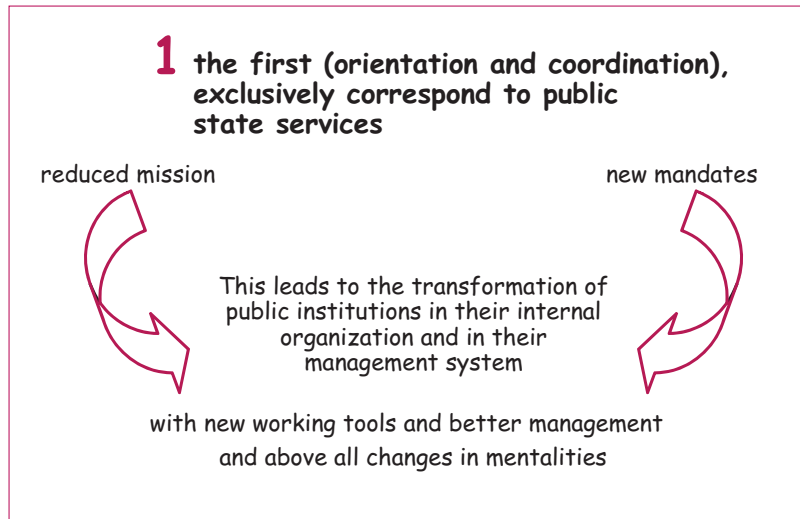 1 the first (orientation and coordination),
exclusively correspond to public
state services
reduced mission
new mandates
This leads to the transformation of
public institutions in their internal
organization and in their
management system
with new working tools and better management
and above all changes in mentalities